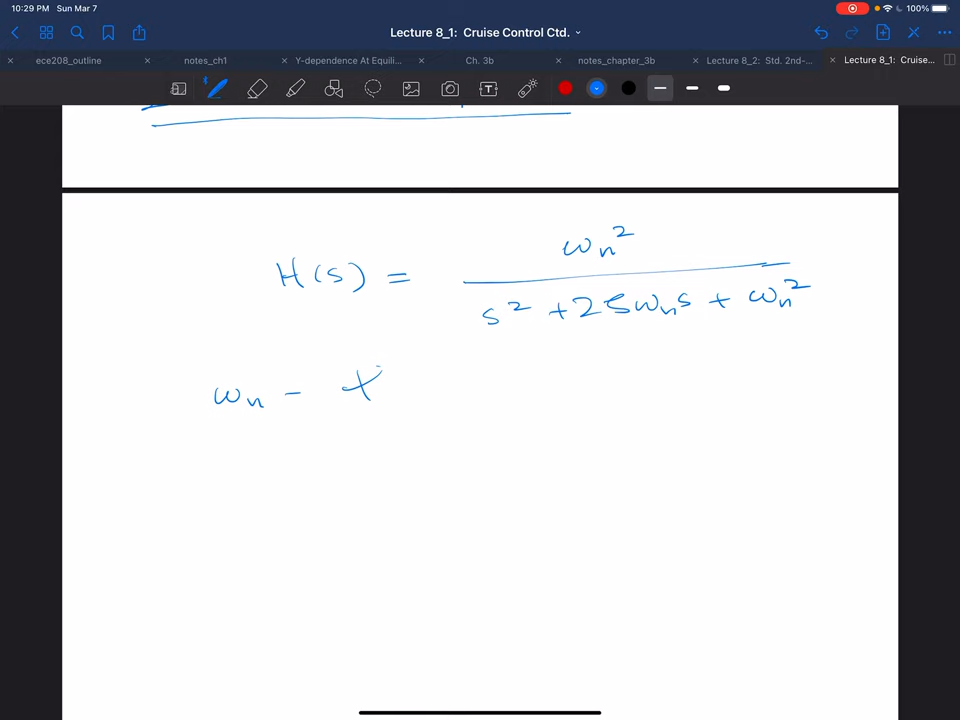 10:29 PM Sun Mar 7
100%
Lecture 8_1: Cruise Control Ctd.
ece208_outline
notes_ch1
Y-dependence At Equili...
Ch. 3b
notes_chapter_3b
Lecture 8_2: Std. 2nd-...
Lecture 8_1: Cruise...
H(s) = ωn² / (s² + 2ζωn s + ωn²)
ωn - t